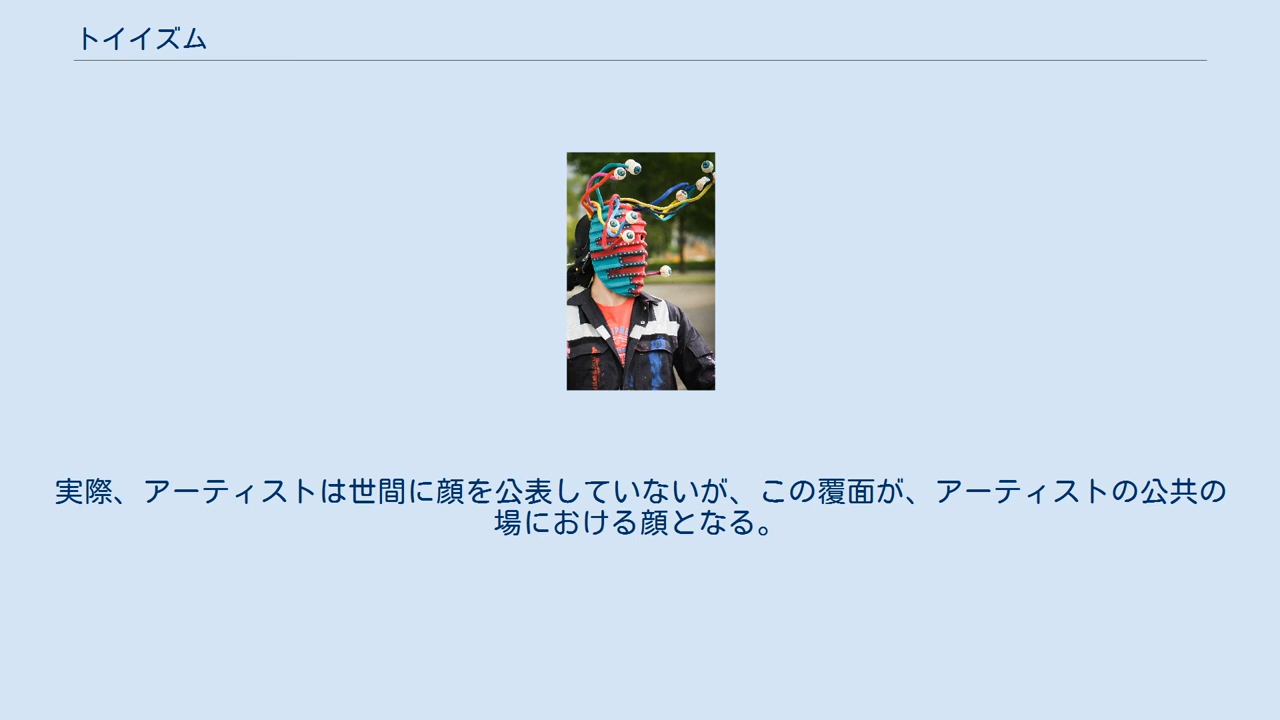 トイイズム
実際、アーティストは世間に顔を公表していないが、この覆面が、アーティストの公共の
場における顔となる。